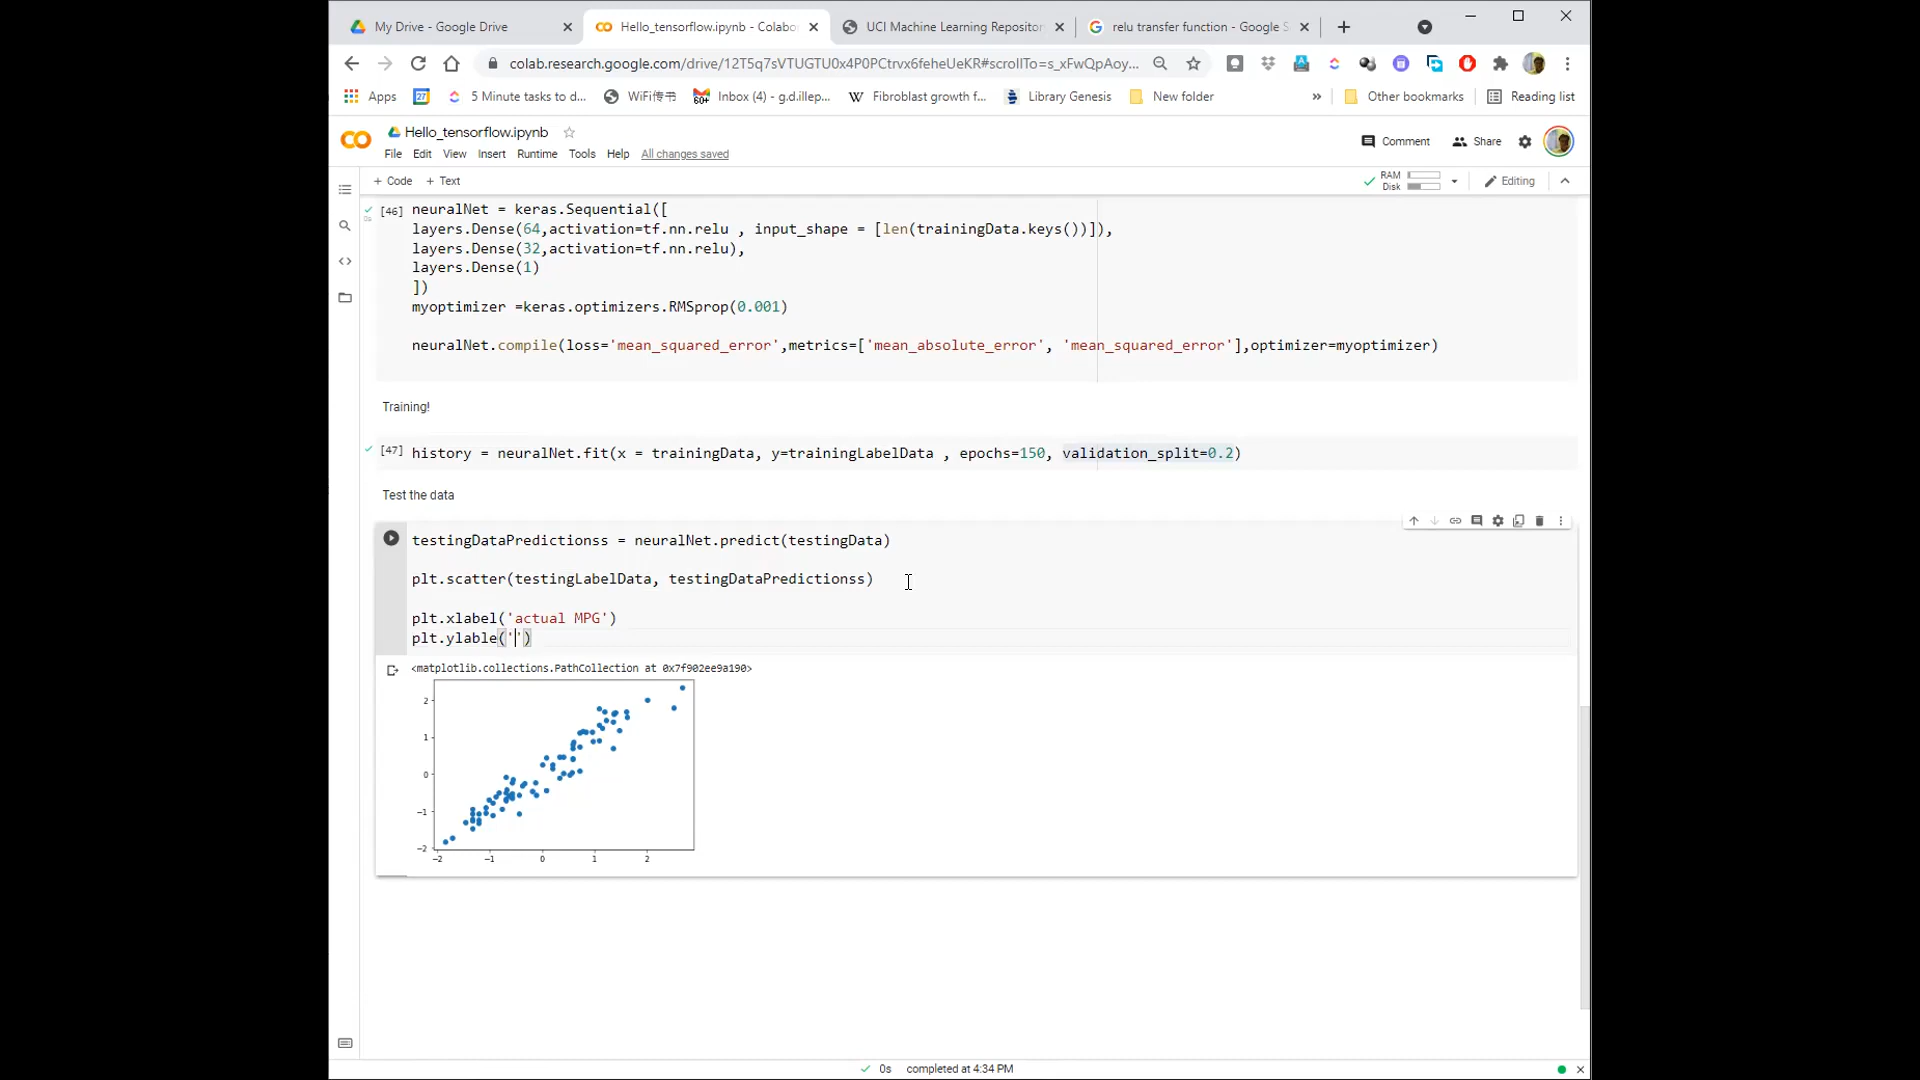 My Drive - Google Drive
Hello_tensorflow.ipynb - Colabo
UCI Machine Learning Repositor
relu transfer function - Google S
colab.research.google.com/drive/12T5q7sVTUGTU0x4P0PCtrvx6feheUeKR#scrollTo=s_xFwQpAoy...
Apps
27
5 Minute tasks to d...
WiFi传书
60+
Inbox (4) - g.d.illep...
W
Fibroblast growth f...
Library Genesis
New folder
»
Other bookmarks
Reading list
Hello_tensorflow.ipynb
Comment
Share
File Edit View Insert Runtime Tools Help All changes saved
+ Code + Text
RAM
Disk
Editing
[46] neuralNet = keras.Sequential([
layers.Dense(64,activation=tf.nn.relu , input_shape = [len(trainingData.keys())]),
layers.Dense(32,activation=tf.nn.relu),
layers.Dense(1)
])
myoptimizer =keras.optimizers.RMSprop(0.001)
neuralNet.compile(loss='mean_squared_error',metrics=['mean_absolute_error', 'mean_squared_error'],optimizer=myoptimizer)
Training!
[47] history = neuralNet.fit(x = trainingData, y=trainingLabelData , epochs=150, validation_split=0.2)
Test the data
testingDataPredictionss = neuralNet.predict(testingData)
plt.scatter(testingLabelData, testingDataPredictionss)
plt.xlabel('actual MPG')
plt.ylable('')
<matplotlib.collections.PathCollection at 0x7f902ee9a190>
2
1
0
−1
−2
−2 −1 0 1 2
0s completed at 4:34 PM